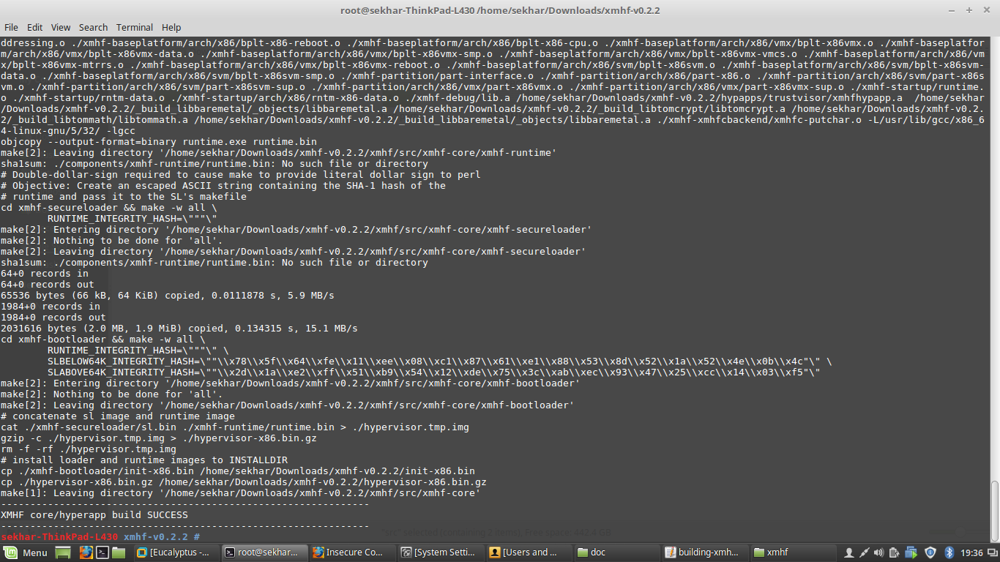 root@sekhar-ThinkPad-L430 /home/sekhar/Downloads/xmhf-v0.2.2
File Edit View Search Terminal Help
ddressing.o ./xmhf-baseplatform/arch/x86/bplt-x86-reboot.o ./xmhf-baseplatform/arch/x86/bplt-x86-cpu.o ./xmhf-baseplatform/arch/x86/vmx/bplt-x86vmx.o ./xmhf-baseplatfor
m/arch/x86/vmx/bplt-x86vmx-data.o ./xmhf-baseplatform/arch/x86/vmx/bplt-x86vmx-smp.o ./xmhf-baseplatform/arch/x86/vmx/bplt-x86vmx-vmcs.o ./xmhf-baseplatform/arch/x86/vm
x/bplt-x86vmx-mtrrs.o ./xmhf-baseplatform/arch/x86/vmx/bplt-x86vmx-reboot.o ./xmhf-baseplatform/arch/x86/svm/bplt-x86svm.o ./xmhf-baseplatform/arch/x86/svm/bplt-x86svm-
data.o ./xmhf-baseplatform/arch/x86/svm/bplt-x86svm-smp.o ./xmhf-partition/part-interface.o ./xmhf-partition/arch/x86/part-x86.o ./xmhf-partition/arch/x86/svm/part-x86s
vm.o ./xmhf-partition/arch/x86/svm/part-x86svm-sup.o ./xmhf-partition/arch/x86/vmx/part-x86vmx.o ./xmhf-partition/arch/x86/vmx/part-x86vmx-sup.o ./xmhf-startup/runtime.
o ./xmhf-startup/rntm-data.o ./xmhf-startup/arch/x86/rntm-x86-data.o ./xmhf-debug/lib.a /home/sekhar/Downloads/xmhf-v0.2.2/hypapps/trustvisor/xmhfhypapp.a  /home/sekhar
/Downloads/xmhf-v0.2.2/_build_libbaremetal/_objects/libbaremetal.a /home/sekhar/Downloads/xmhf-v0.2.2/_build_libtomcrypt/libtomcrypt.a /home/sekhar/Downloads/xmhf-v0.2.
2/_build_libtommath/libtommath.a /home/sekhar/Downloads/xmhf-v0.2.2/_build_libbaremetal/_objects/libbaremetal.a ./xmhf-xmhfcbackend/xmhfc-putchar.o -L/usr/lib/gcc/x86_6
4-linux-gnu/5/32/ -lgcc
objcopy --output-format=binary runtime.exe runtime.bin
make[2]: Leaving directory '/home/sekhar/Downloads/xmhf-v0.2.2/xmhf/src/xmhf-core/xmhf-runtime'
sha1sum: ./components/xmhf-runtime/runtime.bin: No such file or directory
# Double-dollar-sign required to cause make to provide literal dollar sign to perl
# Objective: Create an escaped ASCII string containing the SHA-1 hash of the
# runtime and pass it to the SL's makefile
cd xmhf-secureloader && make -w all \
RUNTIME_INTEGRITY_HASH=\"""\"
make[2]: Entering directory '/home/sekhar/Downloads/xmhf-v0.2.2/xmhf/src/xmhf-core/xmhf-secureloader'
make[2]: Nothing to be done for 'all'.
make[2]: Leaving directory '/home/sekhar/Downloads/xmhf-v0.2.2/xmhf/src/xmhf-core/xmhf-secureloader'
sha1sum: ./components/xmhf-runtime/runtime.bin: No such file or directory
64+0 records in
64+0 records out
65536 bytes (66 kB, 64 KiB) copied, 0.0111878 s, 5.9 MB/s
1984+0 records in
1984+0 records out
2031616 bytes (2.0 MB, 1.9 MiB) copied, 0.134315 s, 15.1 MB/s
cd xmhf-bootloader && make -w all \
RUNTIME_INTEGRITY_HASH=\"""\" \
SLBELOW64K_INTEGRITY_HASH=\""\\x78\\x5f\\x64\\xfe\\x11\\xee\\x08\\xc1\\x87\\x61\\xe1\\x88\\x53\\x8d\\x52\\x1a\\x52\\x4e\\x0b\\x4c"\" \
SLABOVE64K_INTEGRITY_HASH=\""\\x2d\\x1a\\xe2\\xff\\x51\\xb9\\x54\\x12\\xde\\x75\\x3c\\xab\\xec\\x93\\x47\\x25\\xcc\\x14\\x03\\xf5"\"
make[2]: Entering directory '/home/sekhar/Downloads/xmhf-v0.2.2/xmhf/src/xmhf-core/xmhf-bootloader'
make[2]: Nothing to be done for 'all'.
make[2]: Leaving directory '/home/sekhar/Downloads/xmhf-v0.2.2/xmhf/src/xmhf-core/xmhf-bootloader'
# concatenate sl image and runtime image
cat ./xmhf-secureloader/sl.bin ./xmhf-runtime/runtime.bin > ./hypervisor.tmp.img
gzip -c ./hypervisor.tmp.img > ./hypervisor-x86.bin.gz
rm -f -rf ./hypervisor.tmp.img
# install loader and runtime images to INSTALLDIR
cp ./xmhf-bootloader/init-x86.bin /home/sekhar/Downloads/xmhf-v0.2.2/init-x86.bin
cp ./hypervisor-x86.bin.gz /home/sekhar/Downloads/xmhf-v0.2.2/hypervisor-x86.bin.gz
make[1]: Leaving directory '/home/sekhar/Downloads/xmhf-v0.2.2/xmhf/src/xmhf-core'
----------------------------------------------------------------
XMHF core/hyperapp build SUCCESS
----------------------------------------------------------------
"src" selected (containing 2 items), Free space: 442.4 GB
sekhar-ThinkPad-L430 xmhf-v0.2.2 #
Menu [Eucalyptus -... root@sekhar... Insecure Co... [System Setti... [Users and ... doc building-xmh... xmhf 19:36